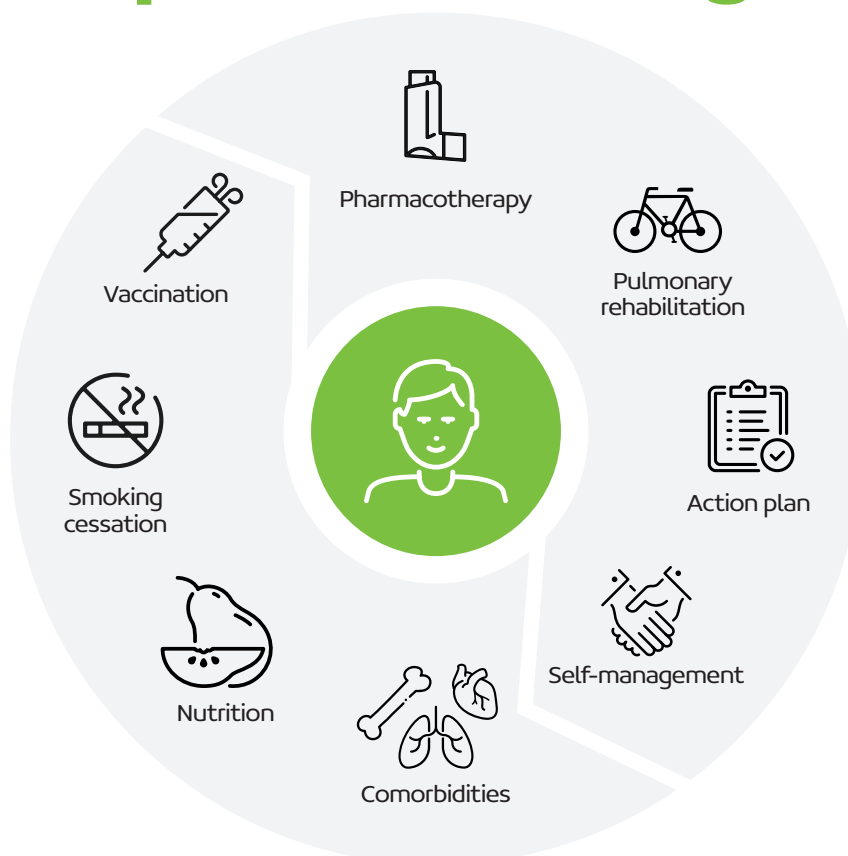 Pharmacotherapy
Pulmonary
rehabilitation
Action plan
Self-management
Comorbidities
Nutrition
Smoking
cessation
Vaccination